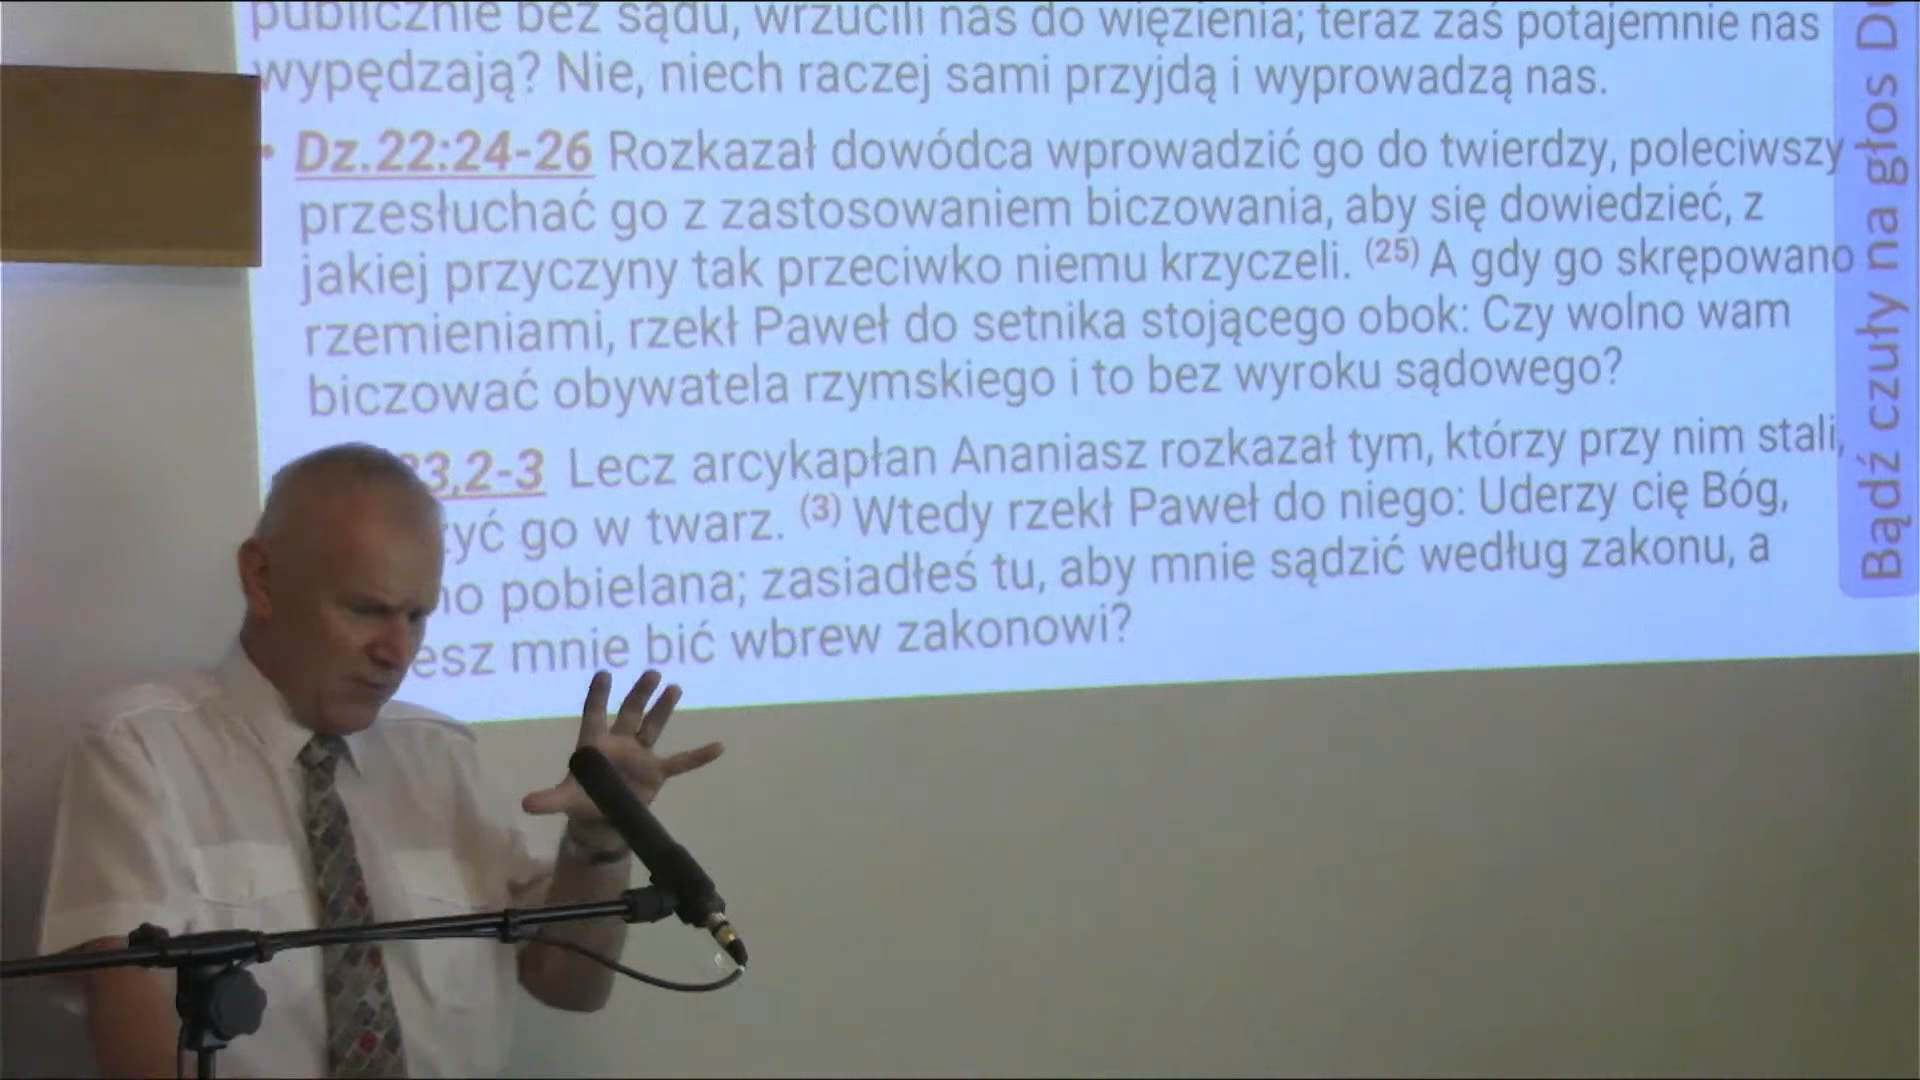 publicznie bez sądu, wrzucili nas do więzienia; teraz zaś potajemnie nas
wypędzają? Nie, niech raczej sami przyjdą i wyprowadzą nas.
• Dz.22:24-26 Rozkazał dowódca wprowadzić go do twierdzy, poleciwszy
przesłuchać go z zastosowaniem biczowania, aby się dowiedzieć, z
jakiej przyczyny tak przeciwko niemu krzyczeli. (25) A gdy go skrępowano
rzemieniami, rzekł Paweł do setnika stojącego obok: Czy wolno wam
biczować obywatela rzymskiego i to bez wyroku sądowego?
3,2-3 Lecz arcykapłan Ananiasz rozkazał tym, którzy przy nim stali,
yć go w twarz. (3) Wtedy rzekł Paweł do niego: Uderzy cię Bóg,
no pobielana; zasiadłeś tu, aby mnie sądzić według zakonu, a
esz mnie bić wbrew zakonowi?
Bądź czuły na głos D